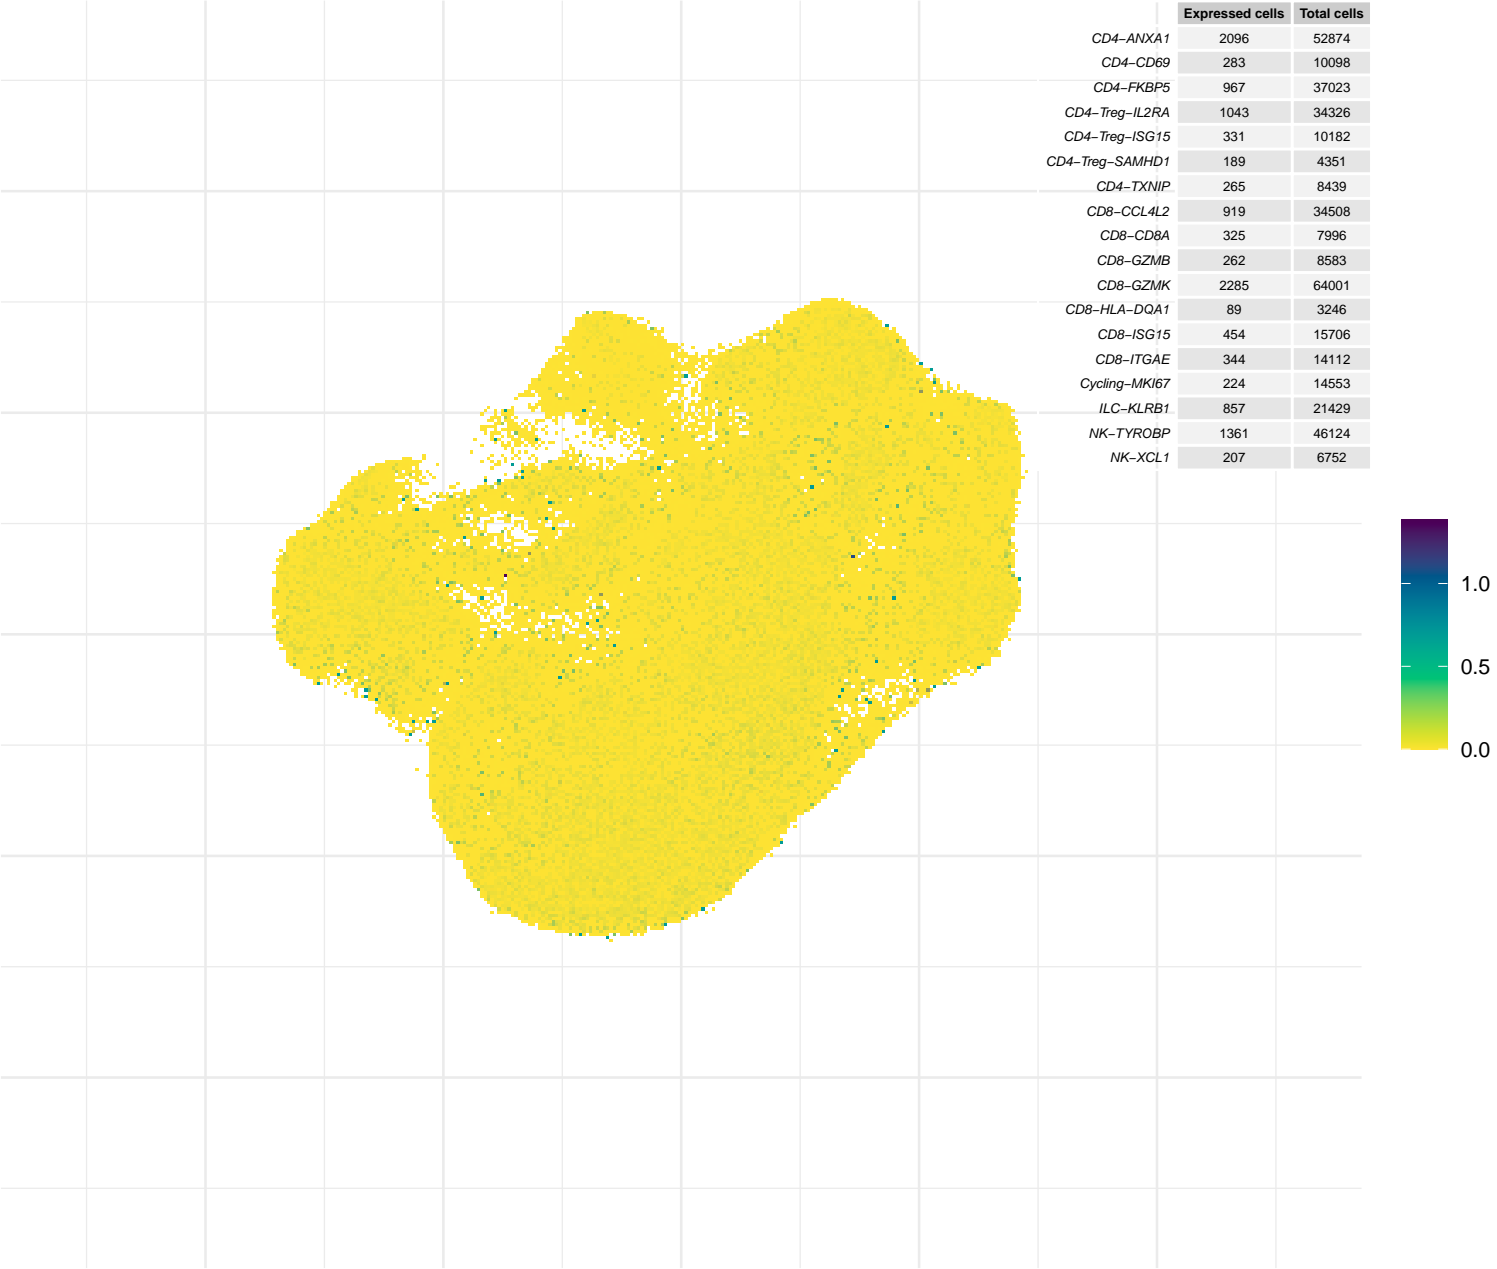 Expressed cells Total cells
CD4−ANXA1 2096 52874
CD4−CD69 283 10098
CD4−FKBP5 967 37023
CD4−Treg−IL2RA 1043 34326
CD4−Treg−ISG15 331 10182
CD4−Treg−SAMHD1 189 4351
CD4−TXNIP 265 8439
CD8−CCL4L2 919 34508
CD8−CD8A 325 7996
CD8−GZMB 262 8583
CD8−GZMK 2285 64001
CD8−HLA−DQA1 89 3246
CD8−ISG15 454 15706
CD8−ITGAE 344 14112
Cycling−MKI67 224 14553
ILC−KLRB1 857 21429
NK−TYROBP 1361 46124
NK−XCL1 207 6752
1.0
0.5
0.0